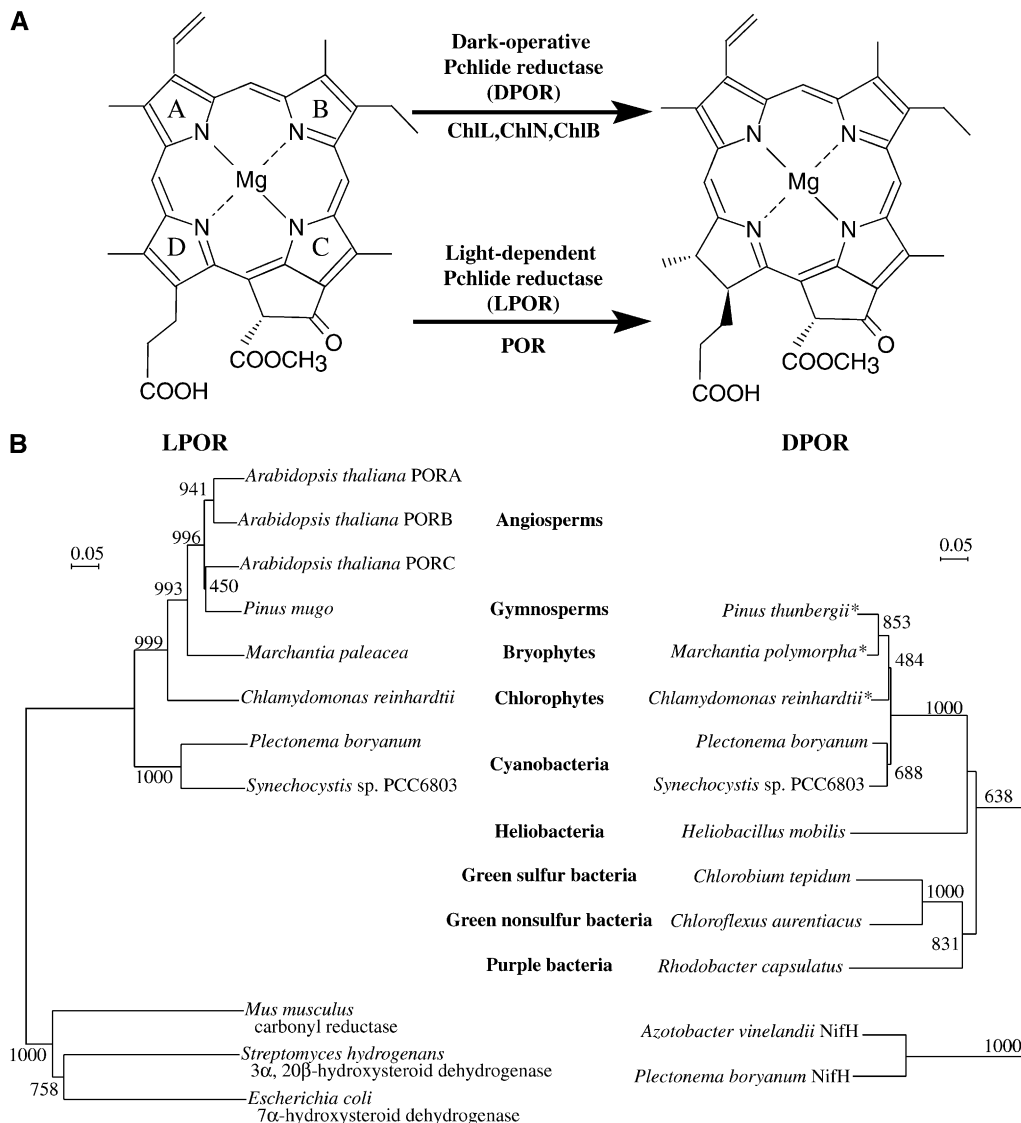 A
Dark-operative
Pchlide reductase
(DPOR)
ChlL,ChlN,ChlB
A
B
N
N
Mg
N
N
D
C
COOCH3
O
COOH
Light-dependent
Pchlide reductase
(LPOR)
POR
N
N
Mg
N
N
COOCH3
O
COOH
B
LPOR
DPOR
Arabidopsis thaliana PORA
941
Arabidopsis thaliana PORB
Angiosperms
996
0.05
0.05
Arabidopsis thaliana PORC
993
450
Pinus mugo
Gymnosperms
Pinus thunbergii*
853
999
Marchantia paleacea
Bryophytes
Marchantia polymorpha*
484
Chlamydomonas reinhardtii
Chlorophytes
Chlamydomonas reinhardtii*
1000
Plectonema boryanum
Plectonema boryanum
Cyanobacteria
1000
688
Synechocystis sp. PCC6803
Synechocystis sp. PCC6803
638
Heliobacteria
Heliobacillus mobilis
Green sulfur bacteria
Chlorobium tepidum
1000
Green nonsulfur bacteria
Chloroflexus aurentiacus
831
Purple bacteria
Rhodobacter capsulatus
Mus musculus
carbonyl reductase
Azotobacter vinelandii NifH
1000
1000
Streptomyces hydrogenans
3α, 20β-hydroxysteroid dehydrogenase
Plectonema boryanum NifH
758
Escherichia coli
7α-hydroxysteroid dehydrogenase